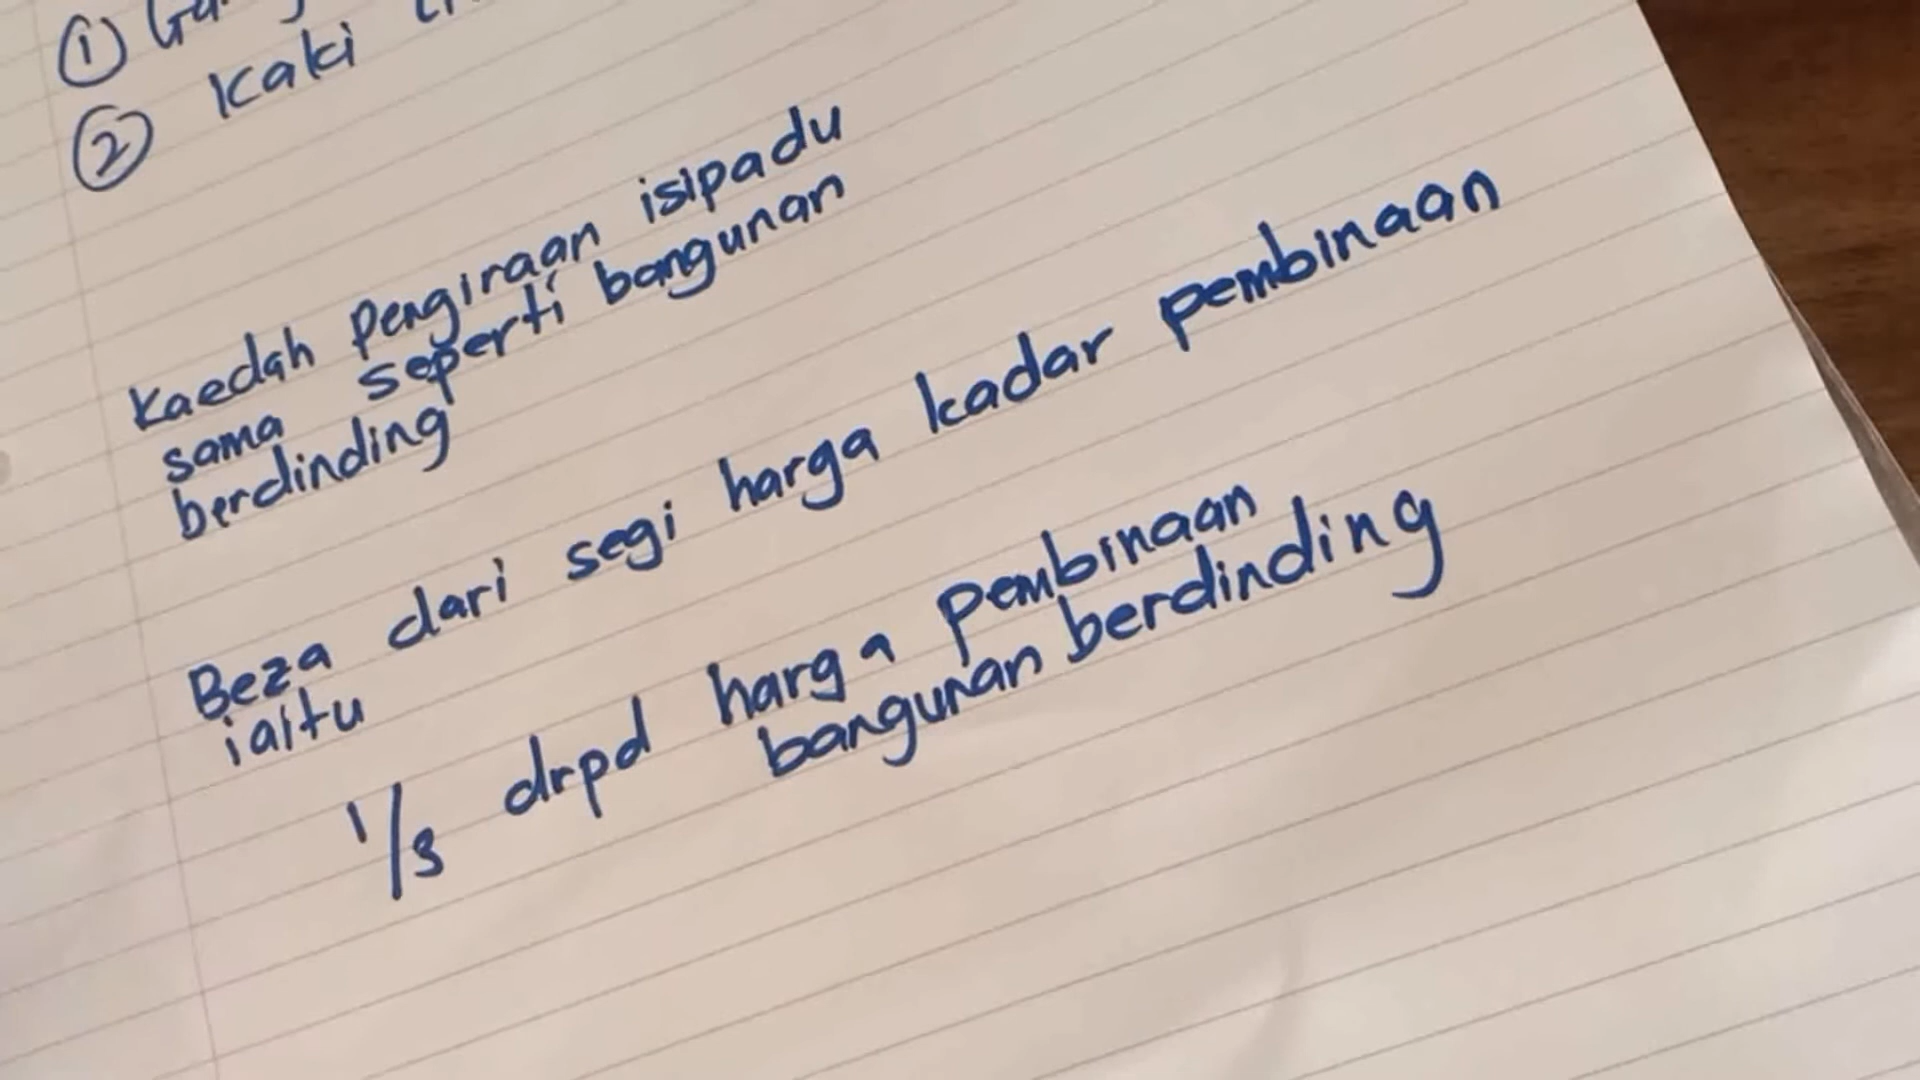 ①
② Kaki
Kaedah pengiraan isipadu
sama seperti bangunan
berdinding
Beza dari segi harga kadar pembinaan
iaitu
1/3 drpd harga pembinaan
bangunan berdinding